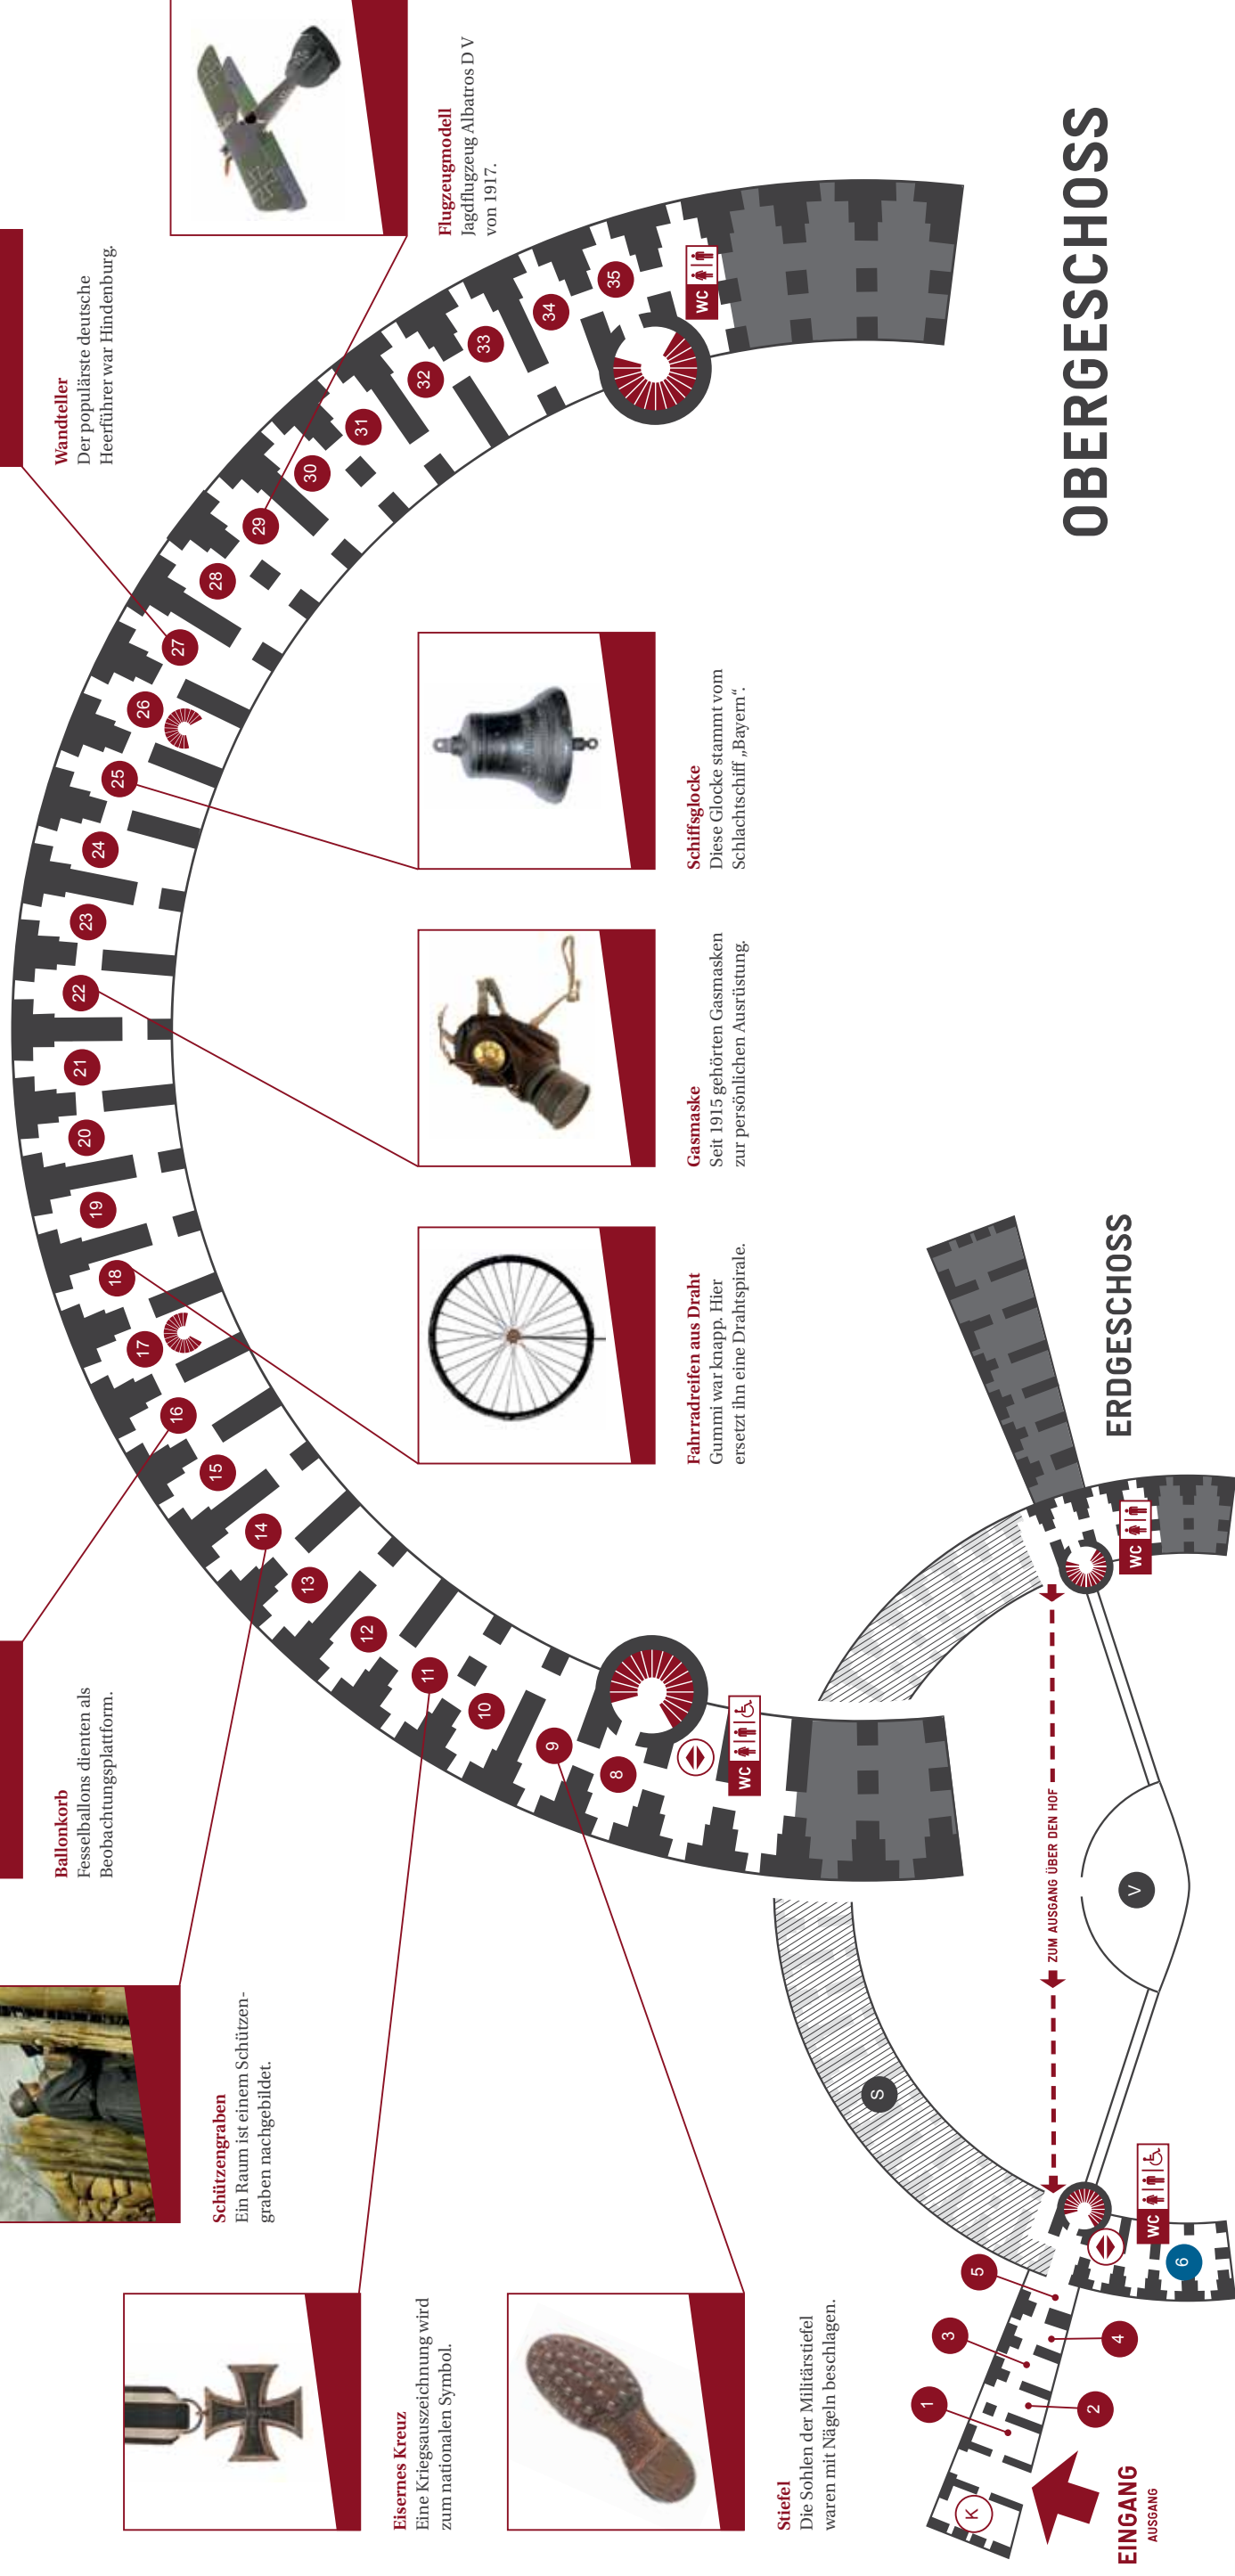 Wandteller
Der populärste deutsche
Heerführer war Hindenburg.
Flugzeugmodell
Jagdflugzeug Albatros D V
von 1917.
Ballonkorb
Fesselballons dienten als
Beobachtungsplattform.
Schützengraben
Ein Raum ist einem Schützen-
graben nachgebildet.
Eisernes Kreuz
Eine Kriegsauszeichnung wird
zum nationalen Symbol.
Stiefel
Die Sohlen der Militärstiefel
waren mit Nägeln beschlagen.
Fahrradreifen aus Draht
Gummi war knapp. Hier
ersetzt ihn eine Drahtspirale.
Gasmaske
Seit 1915 gehörten Gasmasken
zur persönlichen Ausrüstung.
Schiffsglocke
Diese Glocke stammt vom
Schlachtschiff „Bayern“.
8
9
10
11
12
13
14
15
16
17
18
19
20
21
22
23
24
25
26
27
28
29
30
31
32
33
34
35
WC
WC
OBERGESCHOSS
ERDGESCHOSS
WC
WC
ZUM AUSGANG ÜBER DEN HOF
S
V
K
1
2
3
4
5
6
EINGANG
AUSGANG